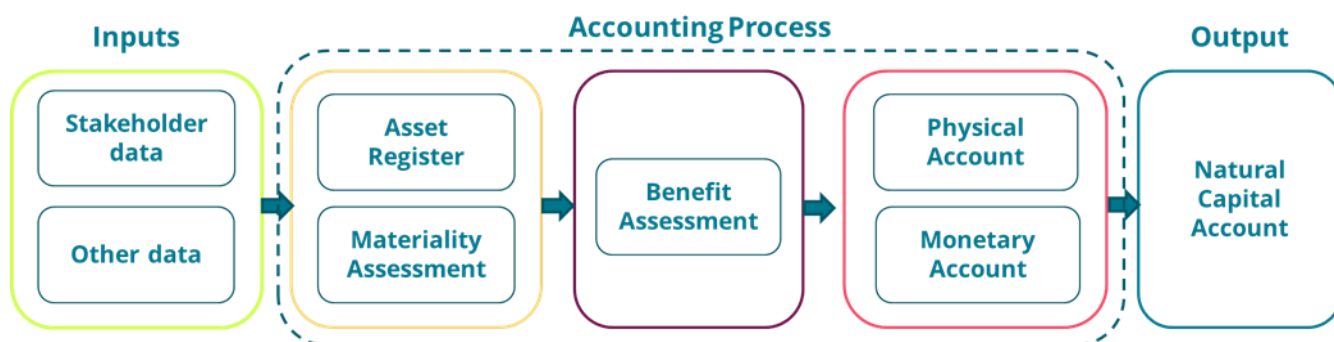 Inputs
Accounting Process
Output
Stakeholder
data
Other data
Asset
Register
Materiality
Assessment
Benefit
Assessment
Physical
Account
Monetary
Account
Natural
Capital
Account